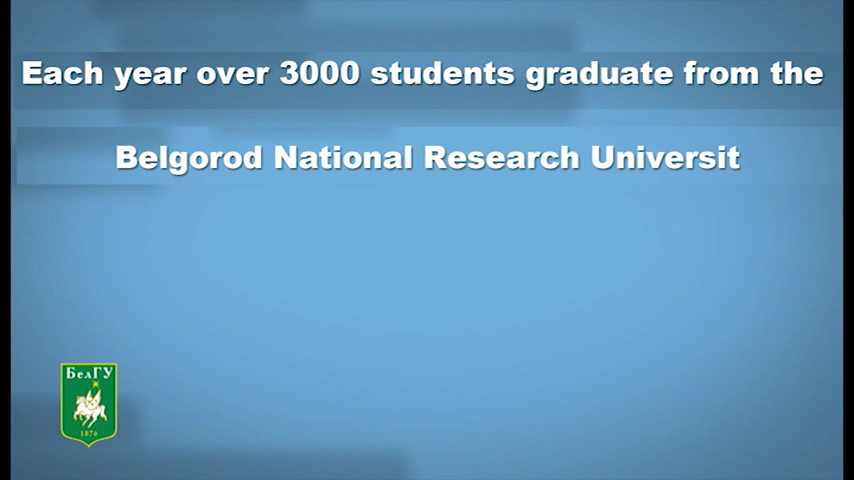 Each year over 3000 students graduate from the
Belgorod National Research Universit
БелГУ
1876